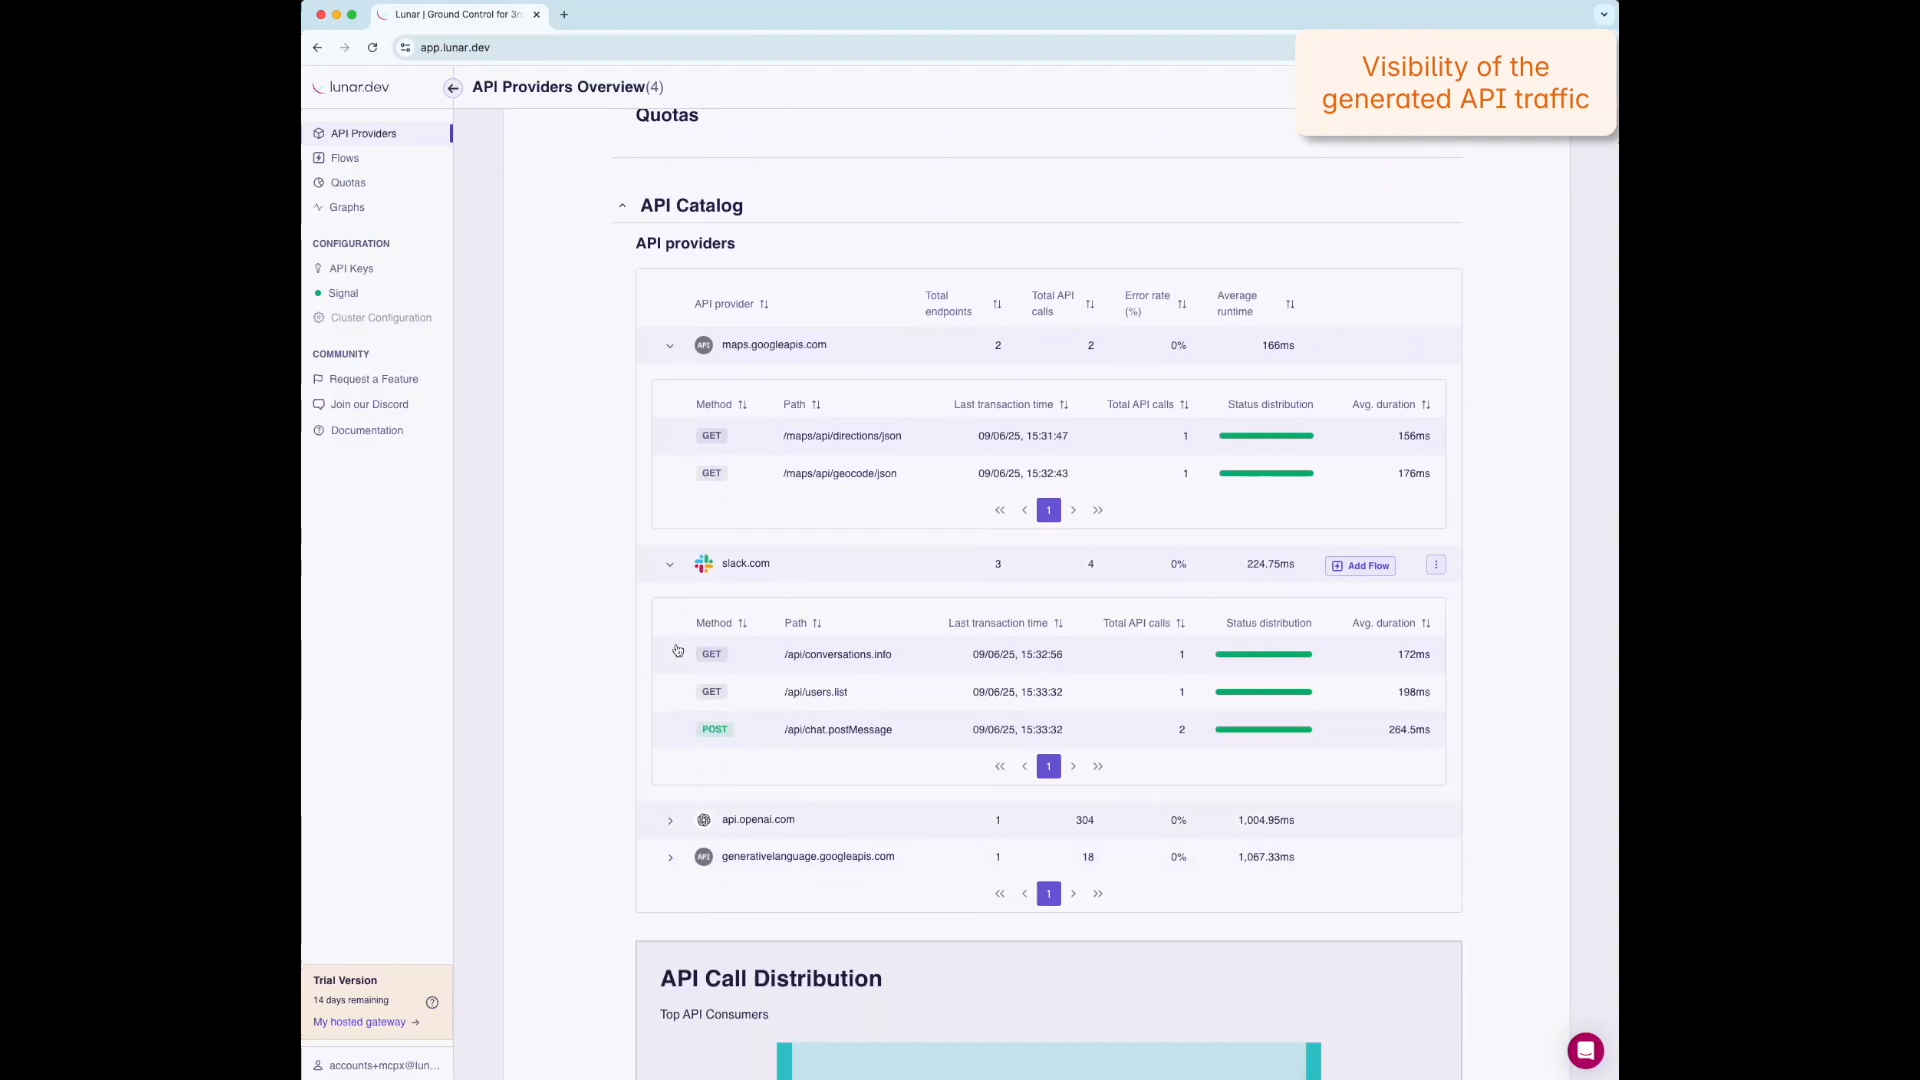 Lunar | Ground Control for 3r
app.lunar.dev
Visibility of the
generated API traffic
lunar.dev
API Providers Overview(4)
API Providers
Flows
Quotas
Graphs
CONFIGURATION
API Keys
Signal
Cluster Configuration
COMMUNITY
Request a Feature
Join our Discord
Documentation
Quotas
API Catalog
API providers
API provider Total endpoints Total API calls Error rate (%) Average runtime
API maps.googleapis.com 2 2 0% 166ms
Method Path Last transaction time Total API calls Status distribution Avg. duration
GET /maps/api/directions/json 09/06/25, 15:31:47 1 156ms
GET /maps/api/geocode/json 09/06/25, 15:32:43 1 176ms
1
slack.com 3 4 0% 224.75ms Add Flow
Method Path Last transaction time Total API calls Status distribution Avg. duration
GET /api/conversations.info 09/06/25, 15:32:56 1 172ms
GET /api/users.list 09/06/25, 15:33:32 1 198ms
POST /api/chat.postMessage 09/06/25, 15:33:32 2 264.5ms
1
api.openai.com 1 304 0% 1,004.95ms
API generativelanguage.googleapis.com 1 18 0% 1,067.33ms
1
API Call Distribution
Top API Consumers
Trial Version
14 days remaining
My hosted gateway →
accounts+mcpx@lun...